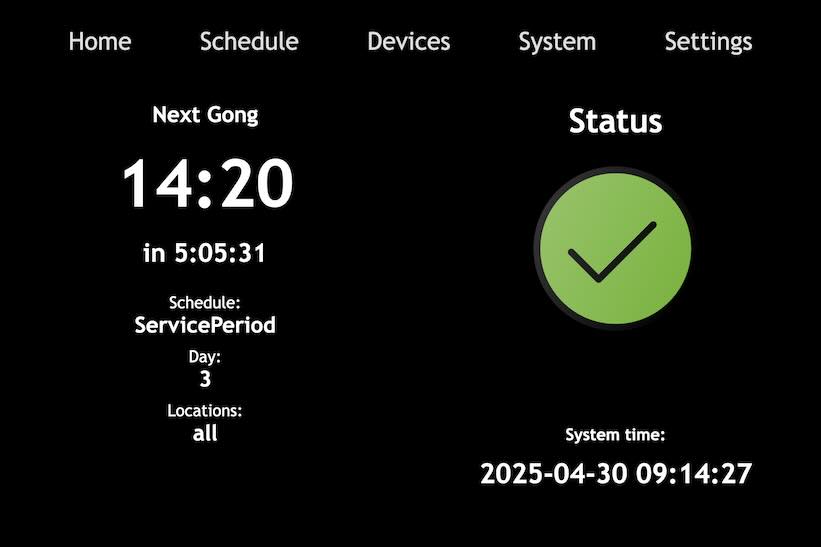 Home Schedule Devices System Settings
Next Gong
14:20
in 5:05:31
Schedule:
ServicePeriod
Day:
3
Locations:
all
Status
System time:
2025-04-30 09:14:27